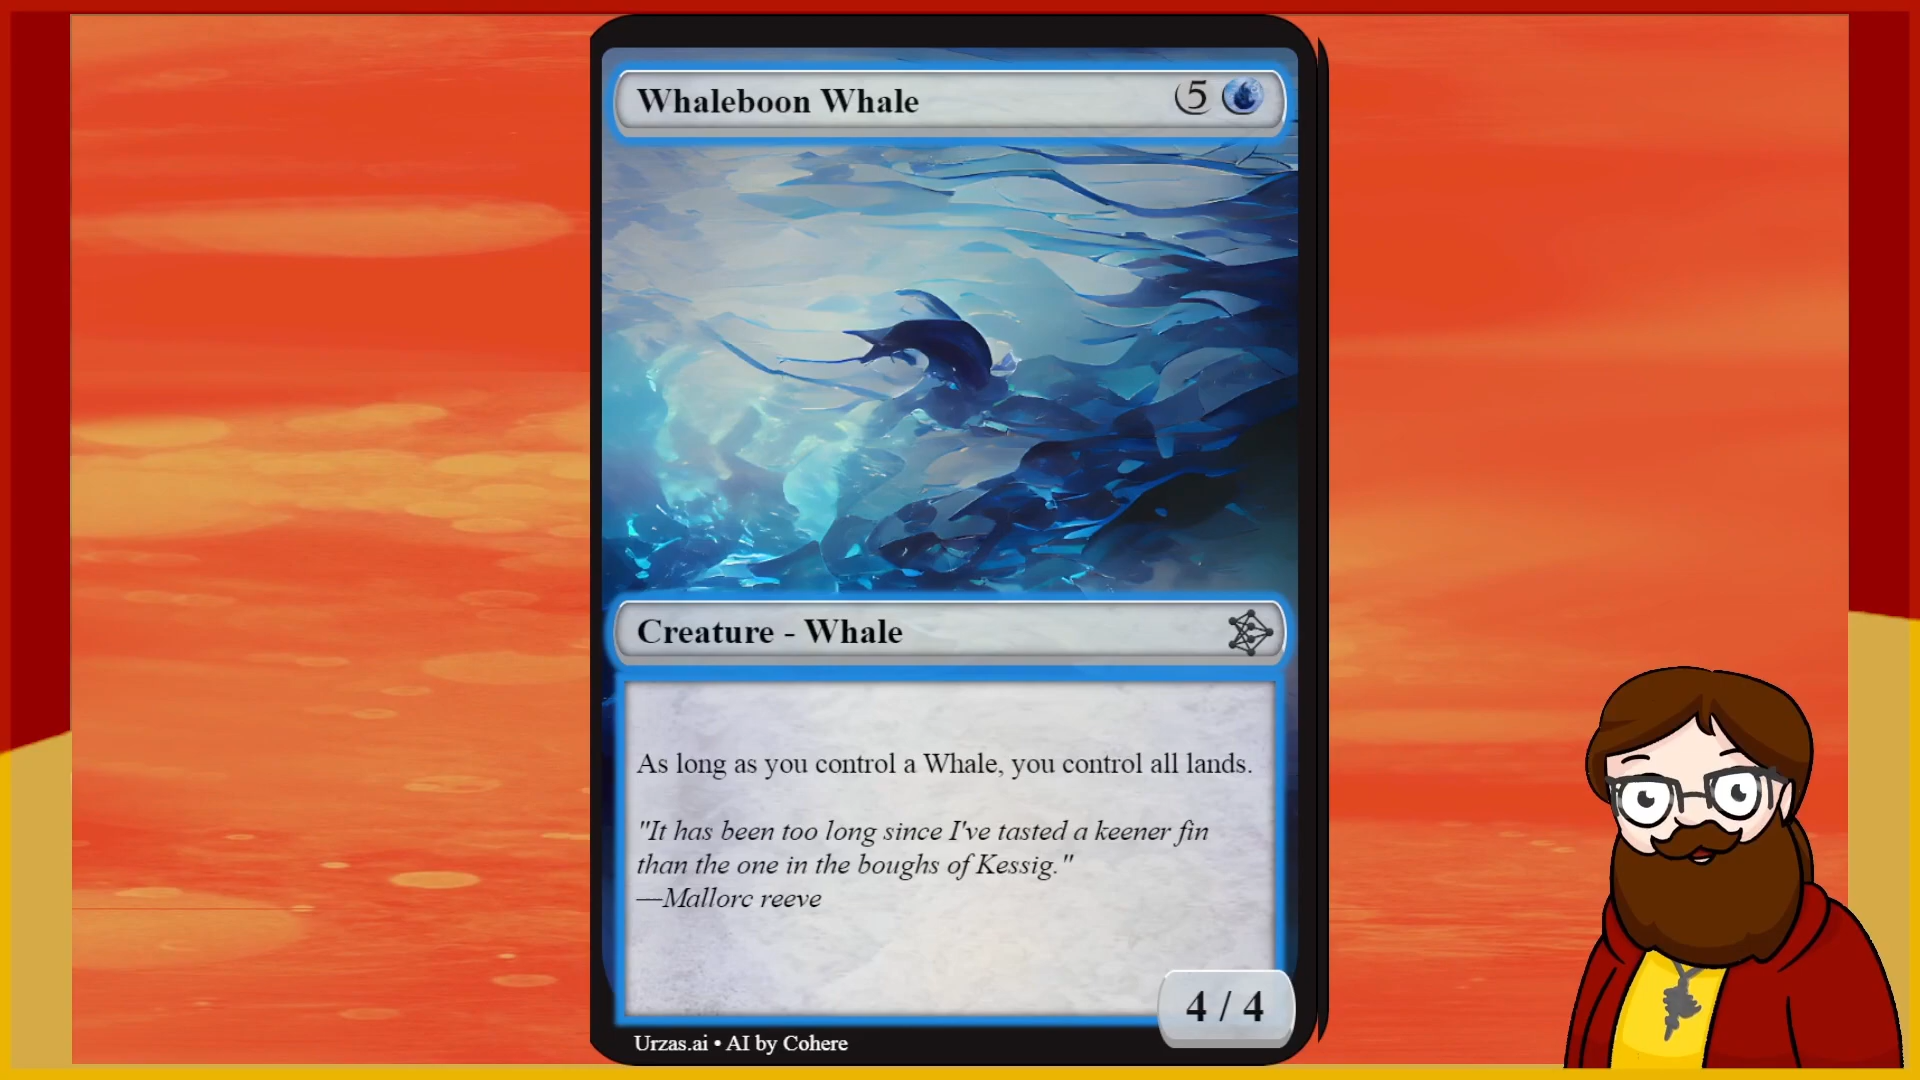 Whaleboon Whale 5
Creature - Whale
As long as you control a Whale, you control all lands.
"It has been too long since I've tasted a keener fin
than the one in the boughs of Kessig."
—Mallorc reeve
4 / 4
Urzas.ai • AI by Cohere